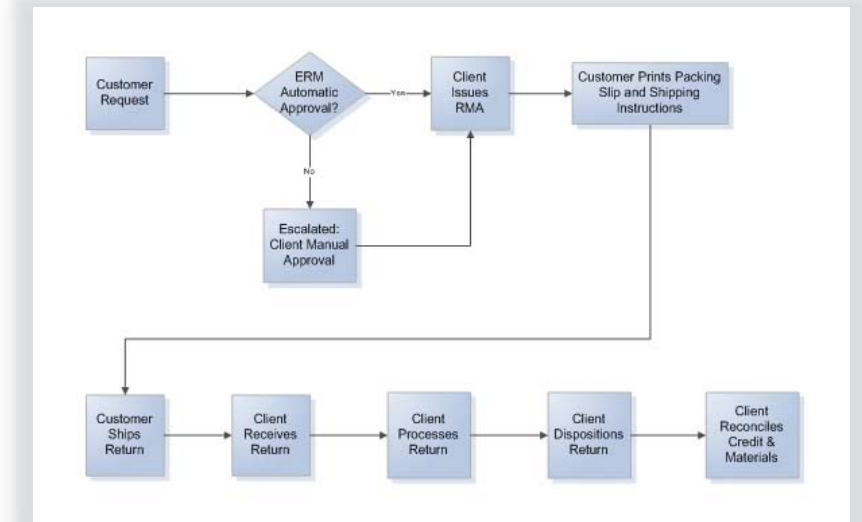 Customer
Request
ERM
Automatic
Approval?
Yes
Client
Issues
RMA
Customer Prints Packing
Slip and Shipping
Instructions
No
Escalated:
Client Manual
Approval
Customer
Ships
Return
Client
Receives
Return
Client
Processes
Return
Client
Dispositions
Return
Client
Reconciles
Credit &
Materials